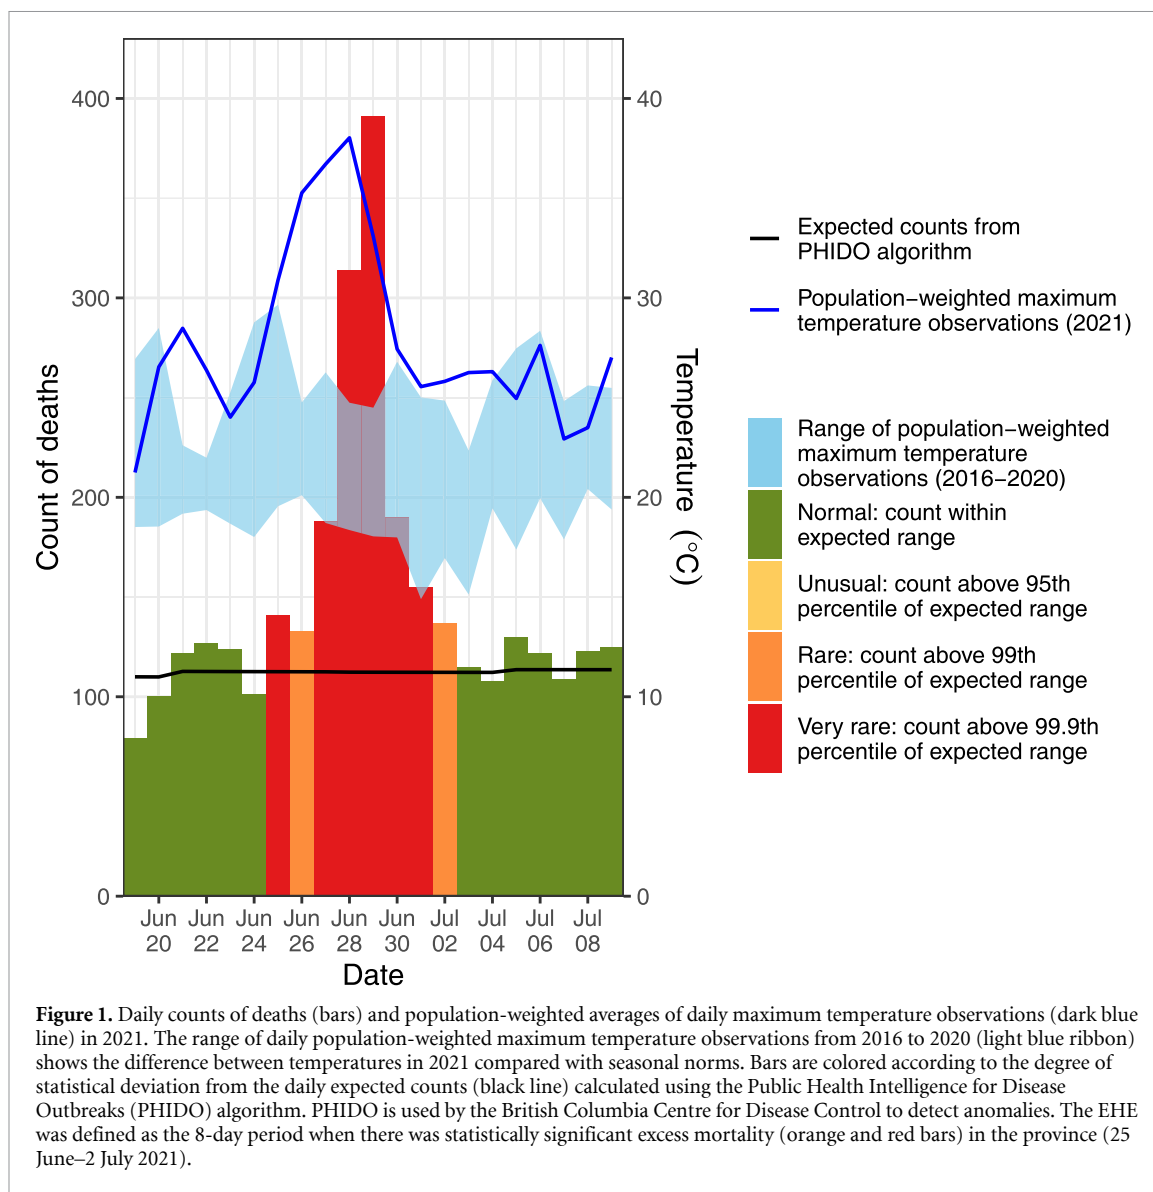 400
300
200
100
0
Count of deaths
40
30
20
10
0
Temperature (°C)
Jun 20
Jun 22
Jun 24
Jun 26
Jun 28
Jun 30
Jul 02
Jul 04
Jul 06
Jul 08
Date
Expected counts from
PHIDO algorithm
Population−weighted maximum
temperature observations (2021)
Range of population−weighted
maximum temperature
observations (2016−2020)
Normal: count within
expected range
Unusual: count above 95th
percentile of expected range
Rare: count above 99th
percentile of expected range
Very rare: count above 99.9th
percentile of expected range
Figure 1. Daily counts of deaths (bars) and population-weighted averages of daily maximum temperature observations (dark blue
line) in 2021. The range of daily population-weighted maximum temperature observations from 2016 to 2020 (light blue ribbon)
shows the difference between temperatures in 2021 compared with seasonal norms. Bars are colored according to the degree of
statistical deviation from the daily expected counts (black line) calculated using the Public Health Intelligence for Disease
Outbreaks (PHIDO) algorithm. PHIDO is used by the British Columbia Centre for Disease Control to detect anomalies. The EHE
was defined as the 8-day period when there was statistically significant excess mortality (orange and red bars) in the province (25
June–2 July 2021).